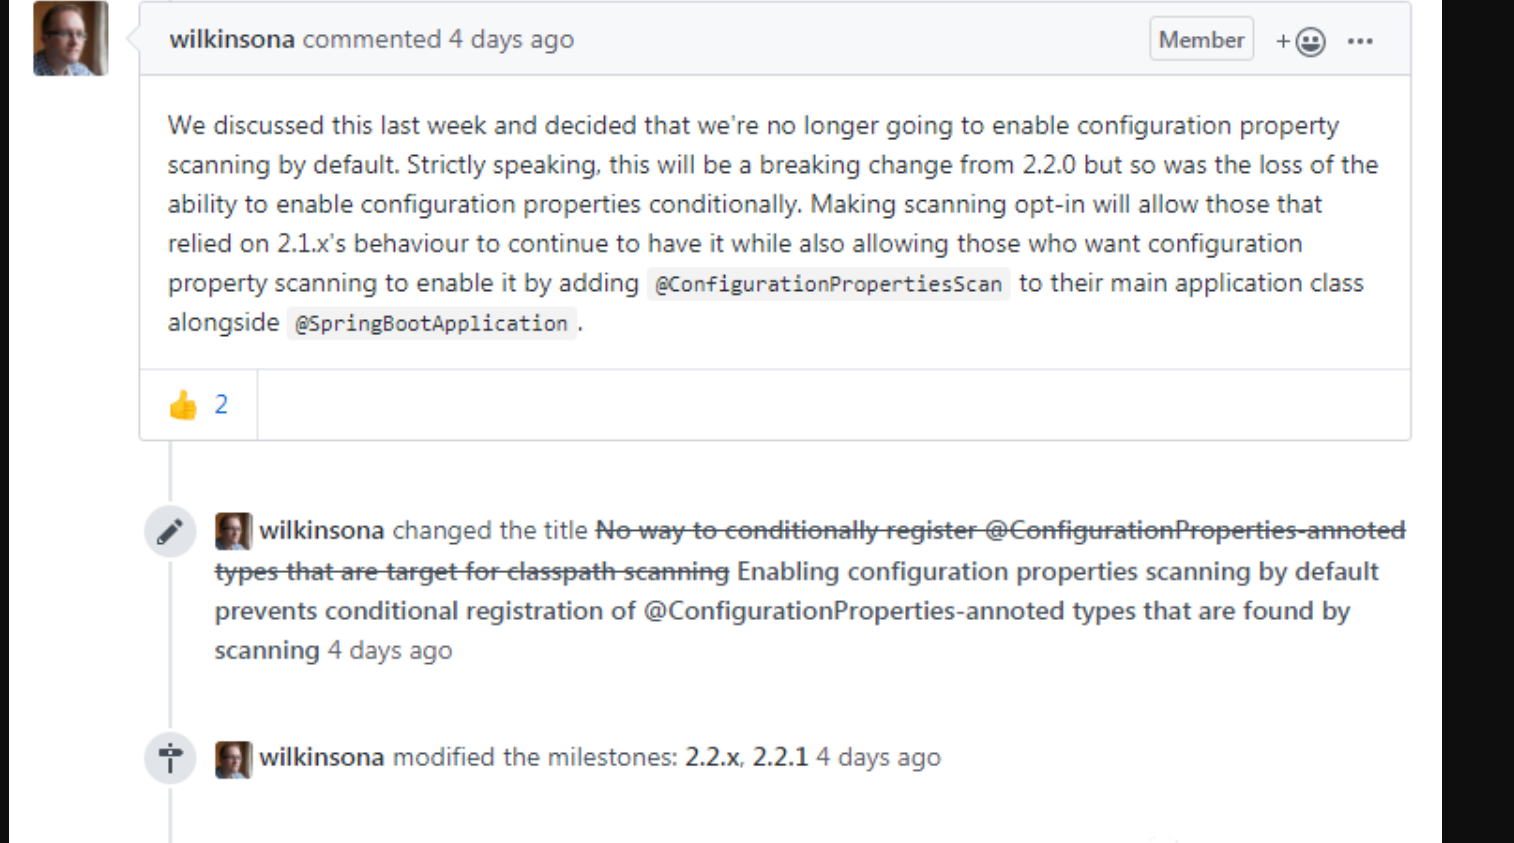 wilkinsona commented 4 days ago
Member
We discussed this last week and decided that we're no longer going to enable configuration property
scanning by default. Strictly speaking, this will be a breaking change from 2.2.0 but so was the loss of the
ability to enable configuration properties conditionally. Making scanning opt-in will allow those that
relied on 2.1.x's behaviour to continue to have it while also allowing those who want configuration
property scanning to enable it by adding @ConfigurationPropertiesScan to their main application class
alongside @SpringBootApplication .
2
wilkinsona changed the title No way to conditionally register @ConfigurationProperties-annoted
types that are target for classpath scanning Enabling configuration properties scanning by default
prevents conditional registration of @ConfigurationProperties-annoted types that are found by
scanning 4 days ago
wilkinsona modified the milestones: 2.2.x, 2.2.1 4 days ago